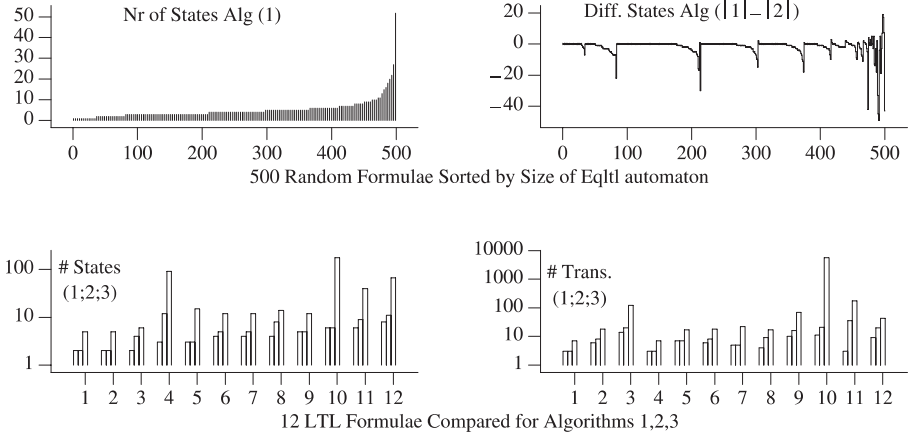 Nr of States Alg (1)
50
40
30
20
10
0
0 100 200 300 400 500
Diff. States Alg (|1|–|2|)
20
0
−20
−40
0 100 200 300 400 500
500 Random Formulae Sorted by Size of Eqltl automaton
# States
(1;2;3)
100
10
1
1 2 3 4 5 6 7 8 9 10 11 12
# Trans.
(1;2;3)
10000
1000
100
10
1
1 2 3 4 5 6 7 8 9 10 11 12
12 LTL Formulae Compared for Algorithms 1,2,3